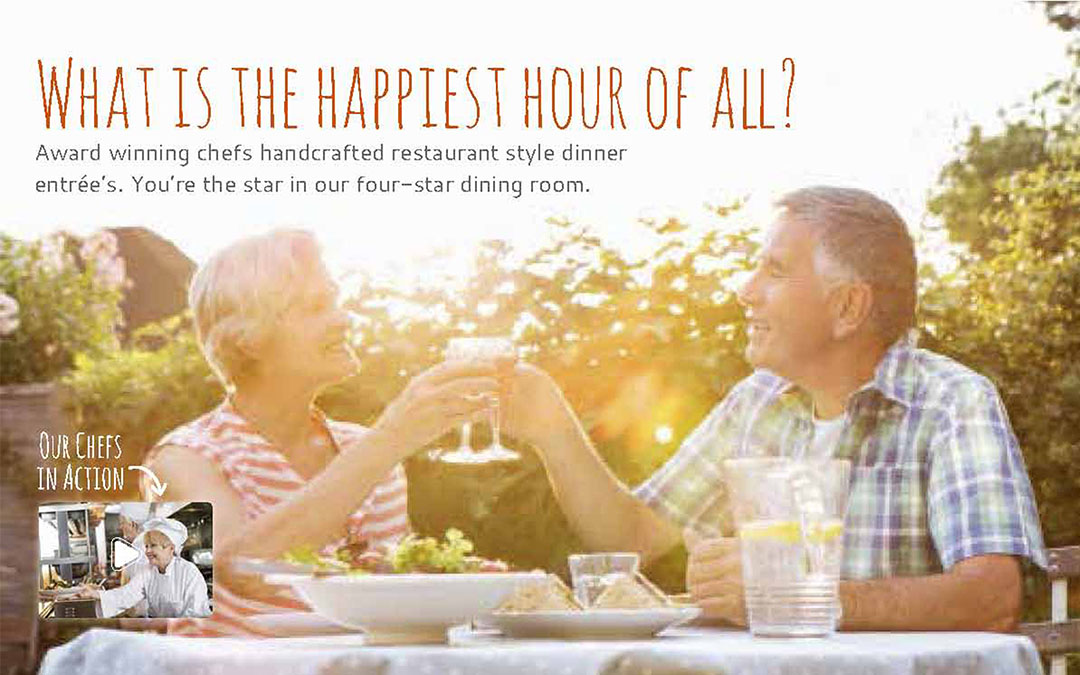 WHAT IS THE HAPPIEST HOUR OF ALL?
Award winning chefs handcrafted restaurant style dinner
entrée’s. You’re the star in our four-star dining room.
OUR CHEFS
IN ACTION